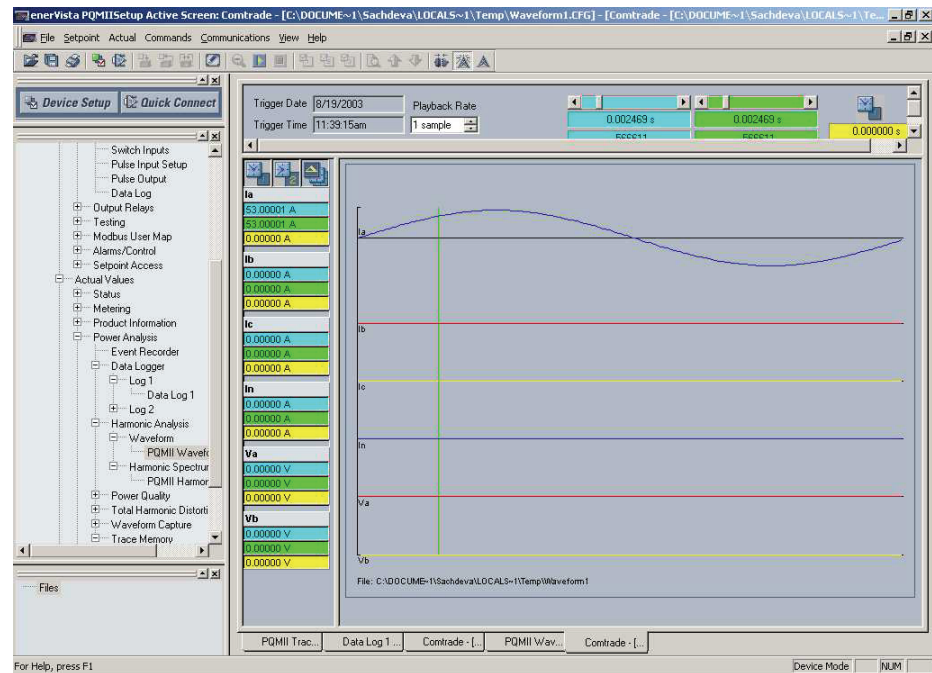 enerVista PQMIISetup Active Screen: Comtrade - [C:\DOCUME~1\Sachdeva\LOCALS~1\Temp\Waveform1.CFG] - [Comtrade - [C:\DOCUME~1\Sachdeva\LOCALS~1\Te...
File Setpoint Actual Commands Communications View Help
Device Setup Quick Connect
Switch Inputs
Pulse Input Setup
Pulse Output
Data Log
Output Relays
Testing
Modbus User Map
Alarms/Control
Setpoint Access
Actual Values
Status
Metering
Product Information
Power Analysis
Event Recorder
Data Logger
Log 1
Data Log 1
Log 2
Harmonic Analysis
Waveform
PQMII Wavefo
Harmonic Spectrur
PQMII Harmor
Power Quality
Total Harmonic Distorti
Waveform Capture
Trace Memory
Files
Trigger Date 8/19/2003 Playback Rate
Trigger Time 11:39:15am 1 sample
0.002469 s 0.002469 s 0.000000 s
Ia
53.00001 A
53.00001 A
0.00000 A
Ib
0.00000 A
0.00000 A
0.00000 A
Ic
0.00000 A
0.00000 A
0.00000 A
In
0.00000 A
0.00000 A
0.00000 A
Va
0.00000 V
0.00000 V
0.00000 V
Vb
0.00000 V
0.00000 V
0.00000 V
Ia
Ib
Ic
In
Va
Vb
File: C:\DOCUME~1\Sachdeva\LOCALS~1\Temp\Waveform1
PQMII Trac... Data Log 1 ... Comtrade - [... PQMII Wav... Comtrade - [...
For Help, press F1 Device Mode NUM